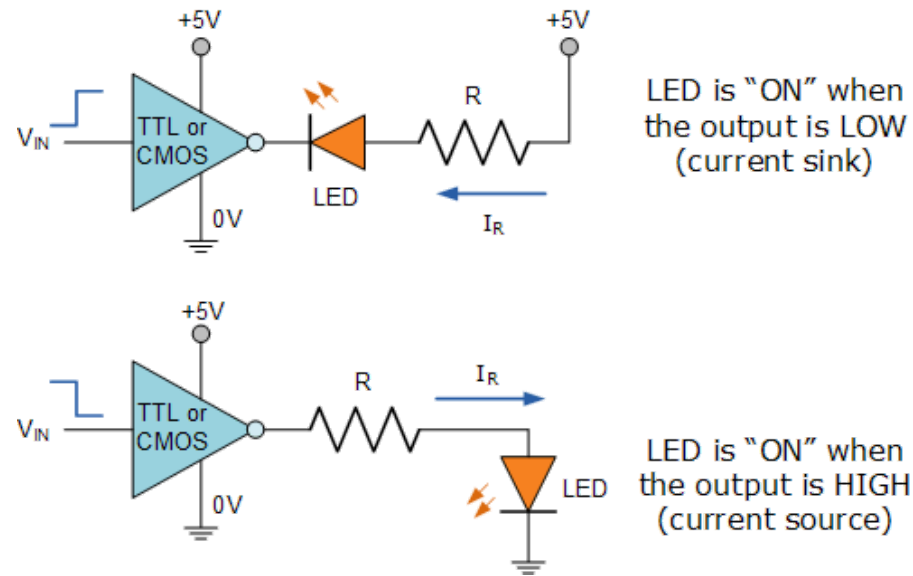 +5V
+5V
V_IN
TTL or
CMOS
LED
R
I_R
0V
LED is “ON” when
the output is LOW
(current sink)
+5V
V_IN
TTL or
CMOS
R
I_R
LED
0V
LED is “ON” when
the output is HIGH
(current source)